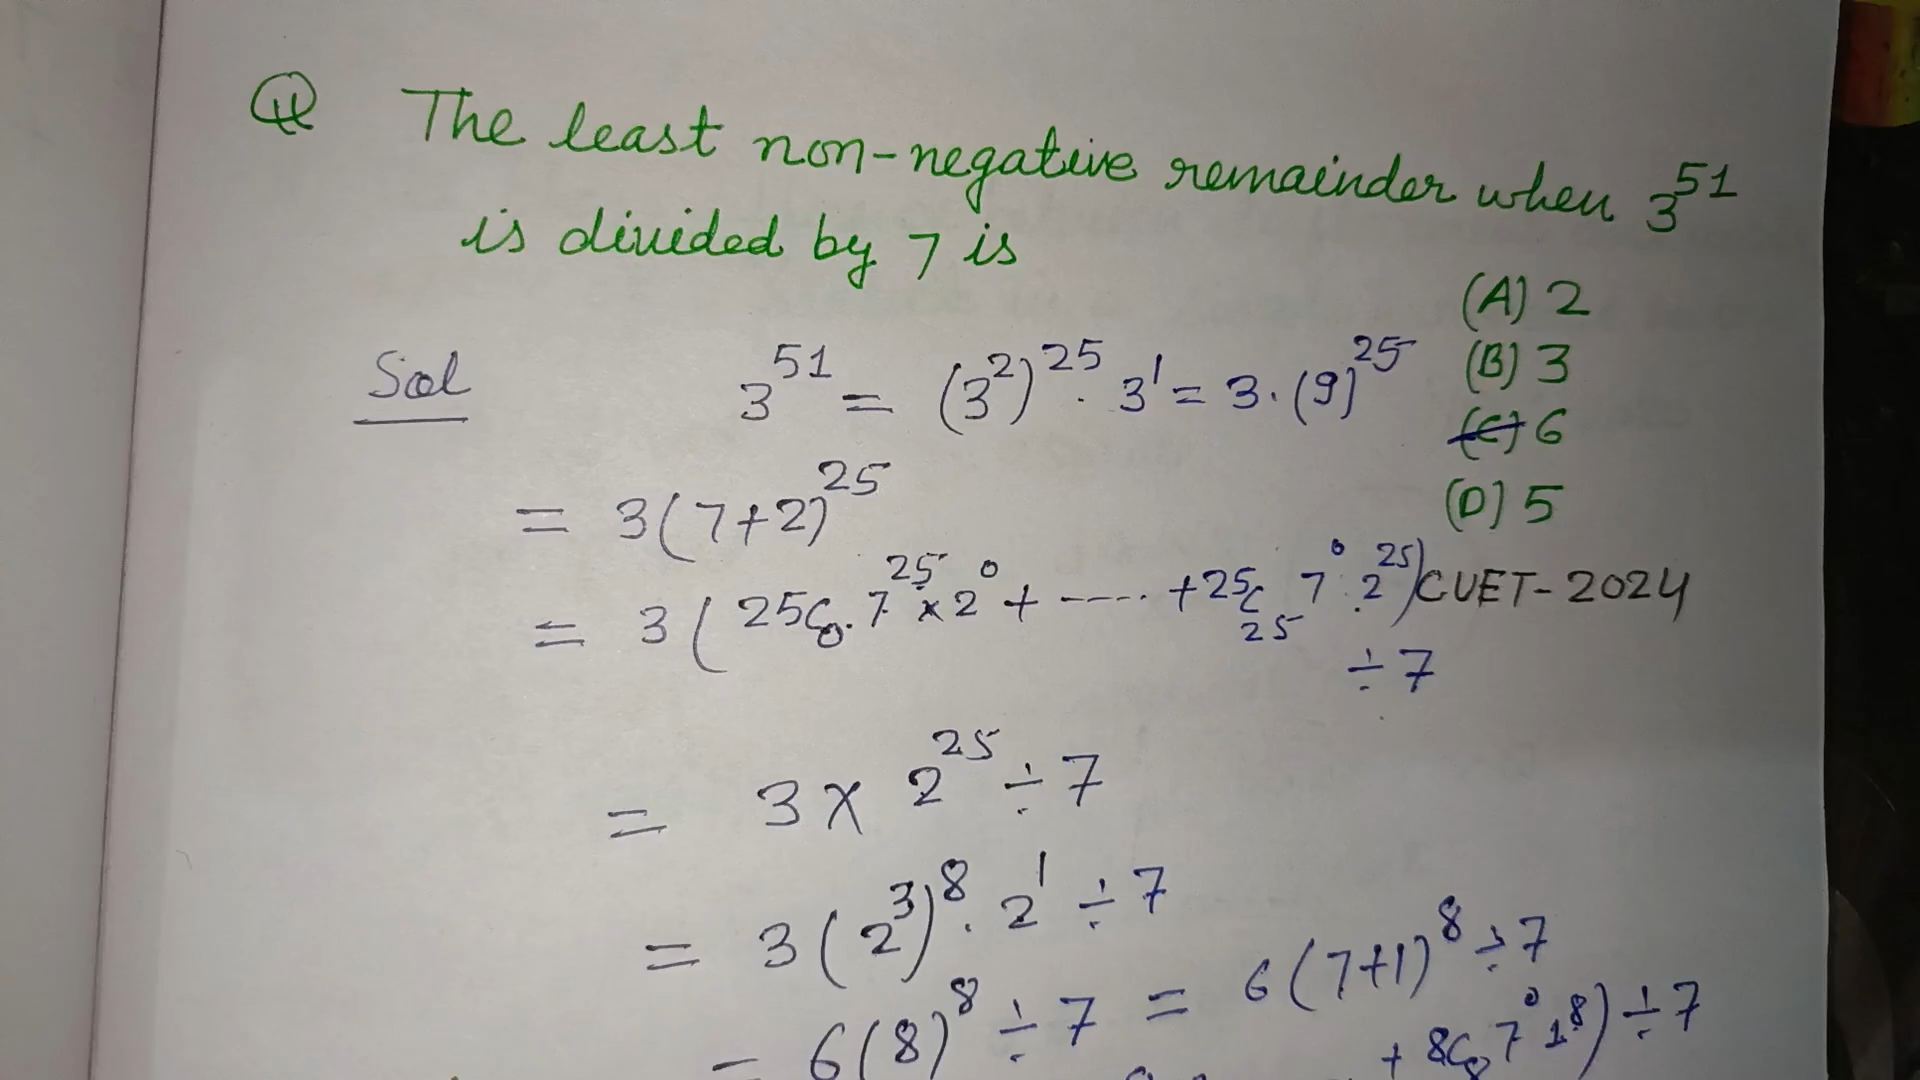 Q The least non-negative remainder when 3^51
is divided by 7 is
(A) 2
(B) 3
(C) 6
(D) 5
CUET-2024
Sol 3^51 = (3^2)^25 . 3^1 = 3 . (9)^25
= 3(7+2)^25
= 3(25C0 . 7^25 × 2^0 + ---- + 25C25 7^0 . 2^25)
÷ 7
= 3 × 2^25 ÷ 7
= 3(2^3)^8 . 2^1 ÷ 7
= 6(8)^8 ÷ 7 = 6(7+1)^8 ÷ 7
+ 8C8 7^0 1^8) ÷ 7